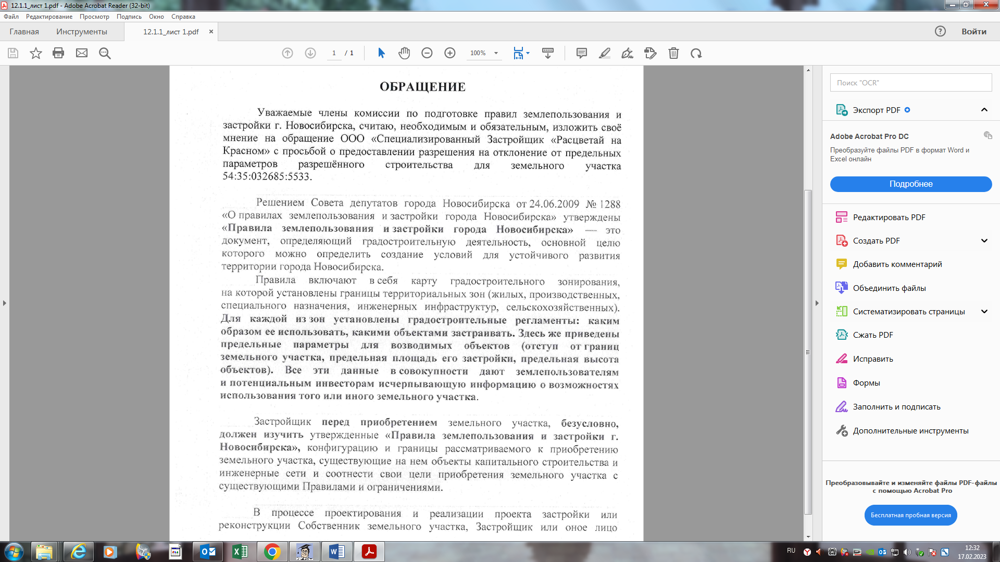 12.1.1_лист 1.pdf - Adobe Acrobat Reader (32-bit)
Файл Редактирование Просмотр Подпись Окно Справка
Главная Инструменты 12.1.1_лист 1.pdf Войти
1 / 1 100%
ОБРАЩЕНИЕ
Уважаемые члены комиссии по подготовке правил землепользования и
застройки г. Новосибирска, считаю, необходимым и обязательным, изложить своё
мнение на обращение ООО «Специализированный Застройщик «Расцветай на
Красном» с просьбой о предоставлении разрешения на отклонение от предельных
параметров разрешённого строительства для земельного участка
54:35:032685:5533.
Решением Совета депутатов города Новосибирска от 24.06.2009 № 1288
«О правилах землепользования и застройки города Новосибирска» утверждены
«Правила землепользования и застройки города Новосибирска» — это
документ, определяющий градостроительную деятельность, основной целю
которого можно определить создание условий для устойчивого развития
территории города Новосибирска.
Правила включают в себя карту градостроительного зонирования,
на которой установлены границы территориальных зон (жилых, производственных,
специального назначения, инженерных инфраструктур, сельскохозяйственных).
Для каждой из зон установлены градостроительные регламенты: каким
образом ее использовать, какими объектами застраивать. Здесь же приведены
предельные параметры для возводимых объектов (отступ от границ
земельного участка, предельная площадь его застройки, предельная высота
объектов). Все эти данные в совокупности дают землепользователям
и потенциальным инвесторам исчерпывающую информацию о возможностях
использования того или иного земельного участка.
Застройщик перед приобретением земельного участка, безусловно,
должен изучить утвержденные «Правила землепользования и застройки г.
Новосибирска», конфигурацию и границы рассматриваемого к приобретению
земельного участка, существующие на нем объекты капитального строительства и
инженерные сети и соотнести свои цели приобретения земельного участка с
существующими Правилами и ограничениями.
В процессе проектирования и реализации проекта застройки или
реконструкции Собственник земельного участка, Застройщик или оное лицо
Поиск "OCR"
Экспорт PDF
Adobe Acrobat Pro DC
Преобразуйте файлы PDF в формат Word и
Excel онлайн
Подробнее
Редактировать PDF
Создать PDF
Добавить комментарий
Объединить файлы
Систематизировать страницы
Сжать PDF
Исправить
Формы
Заполнить и подписать
Дополнительные инструменты
Преобразовывайте и изменяйте файлы PDF-файлы
с помощью Acrobat Pro
Бесплатная пробная версия
RU
12:32
17.02.2023